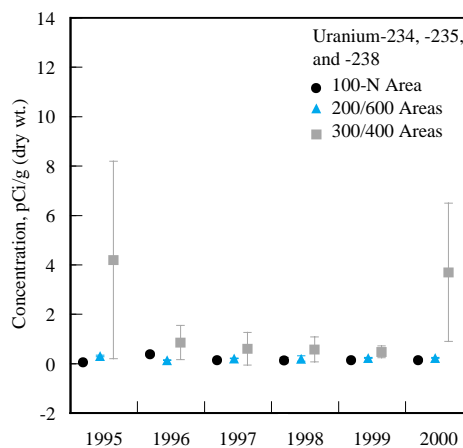 Uranium-234, -235,
and -238
100-N Area
200/600 Areas
300/400 Areas
Concentration, pCi/g (dry wt.)
14
12
10
8
6
4
2
0
-2
1995 1996 1997 1998 1999 2000